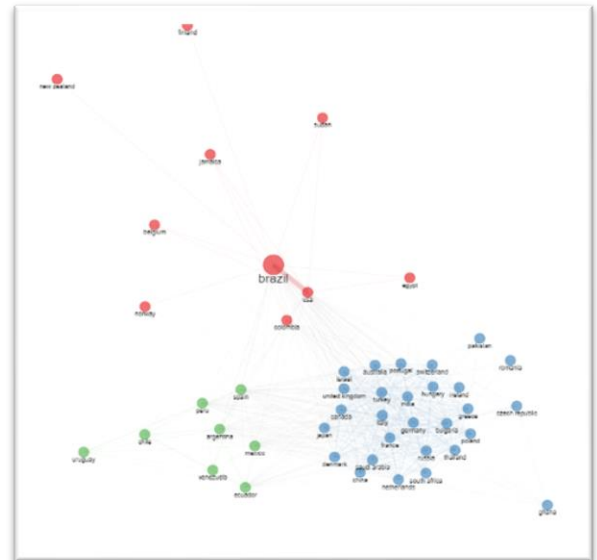 finland
new zealand
sudan
jamaica
belgium
brazil
egypt
usa
norway
colombia
pakistan
romania
israel
australia
portugal
switzerland
united kingdom
turkey
india
hungary
ireland
spain
peru
canada
greece
czech republic
italy
germany
bulgaria
japan
poland
argentina
chile
france
mexico
uruguay
denmark
saudi arabia
russia
thailand
venezuela
china
netherlands
south africa
ecuador
ghana